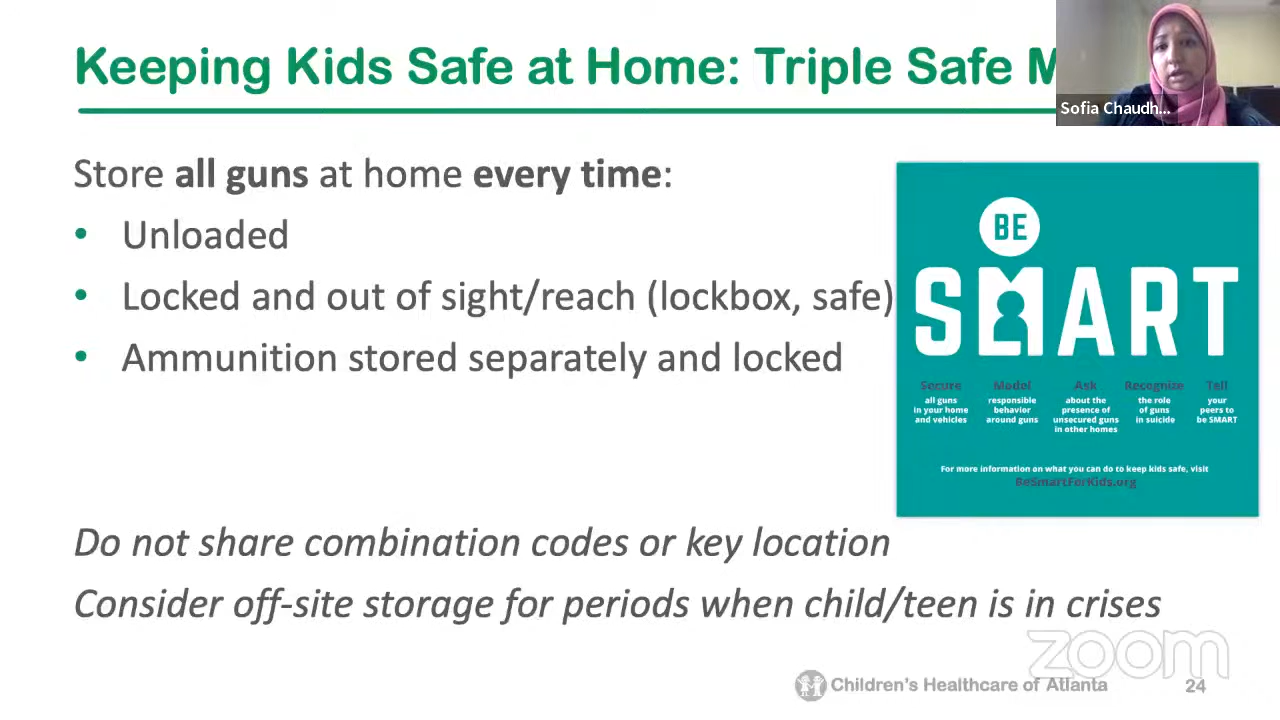 Keeping Kids Safe at Home: Triple Safe M
Sofia Chaudh...
Store all guns at home every time:
• Unloaded
• Locked and out of sight/reach (lockbox, safe)
• Ammunition stored separately and locked
BE
SMART
Secure
all guns
in your home
and vehicles
Model
responsible
behavior
around guns
Ask
about the
presence of
unsecured guns
in other homes
Recognize
the role
of guns
in suicide
Tell
your
peers to
be SMART
For more information on what you can do to keep kids safe, visit
BeSmartForKids.org
Do not share combination codes or key location
Consider off-site storage for periods when child/teen is in crises
zoom
Children's Healthcare of Atlanta
24